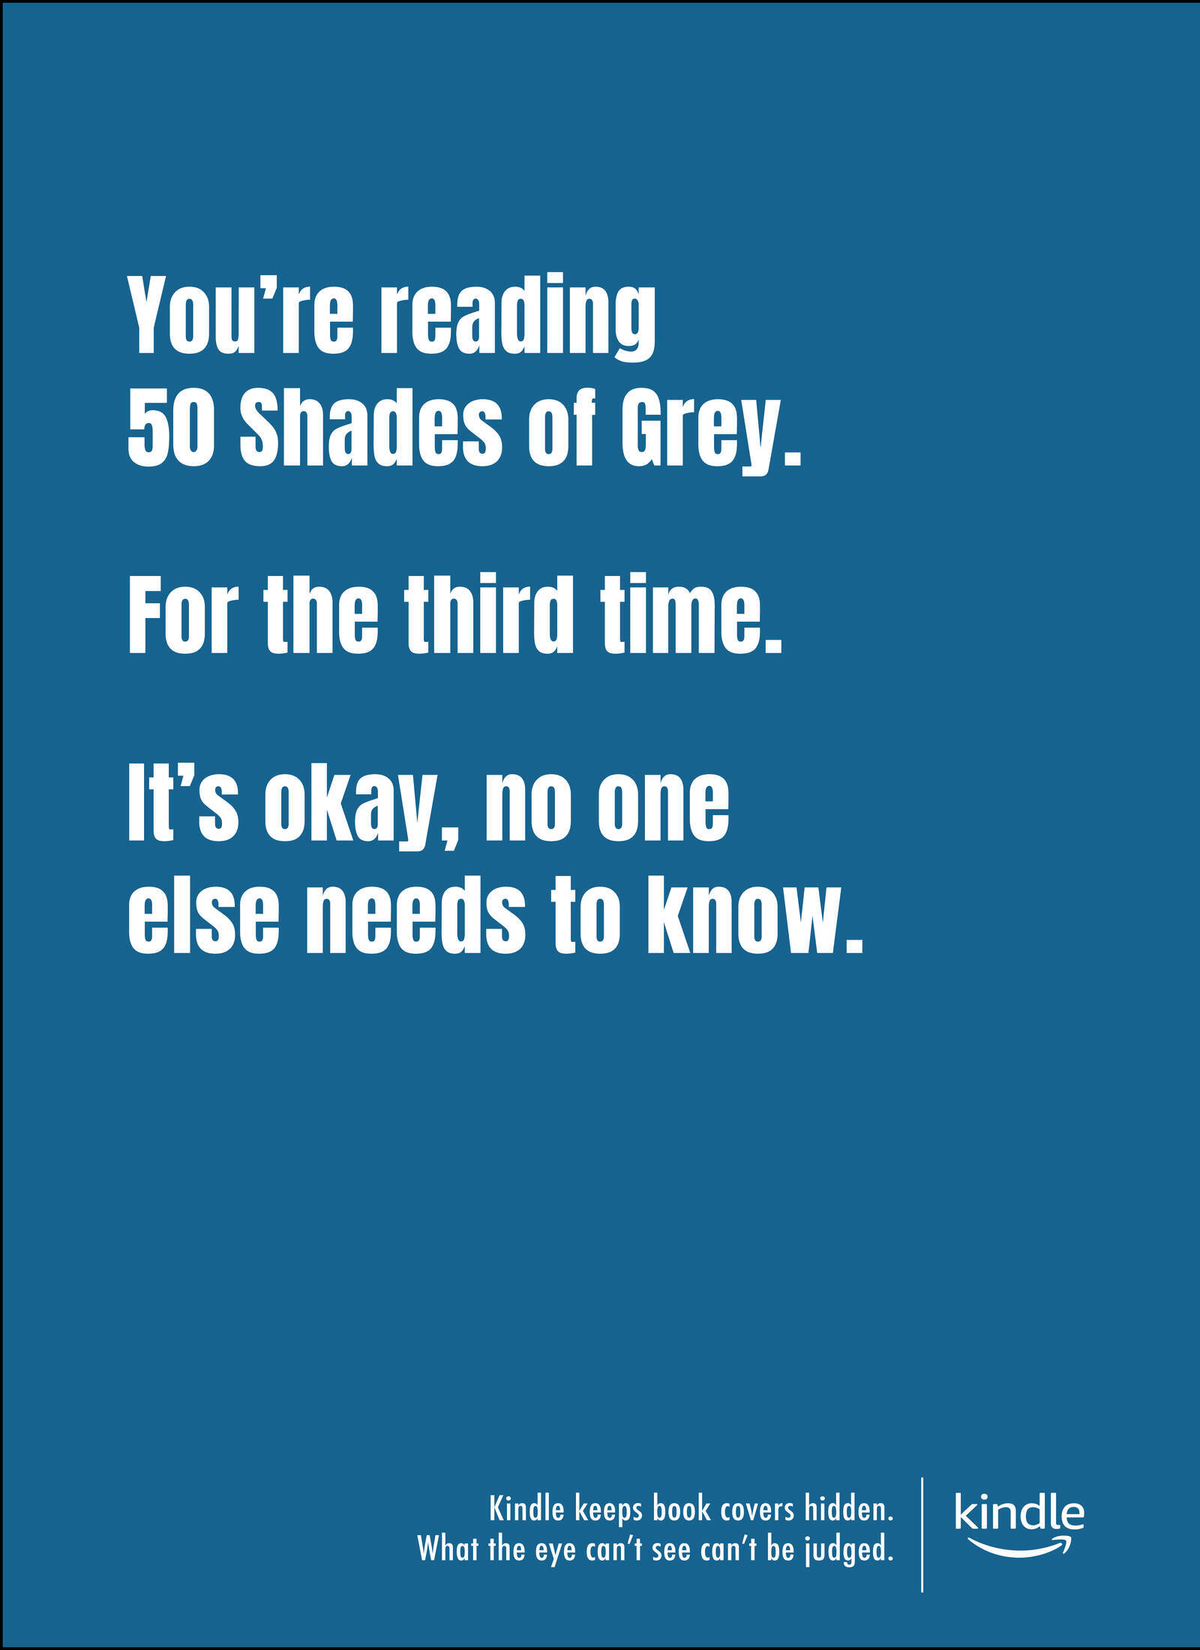 You’re reading
50 Shades of Grey.
For the third time.
It’s okay, no one
else needs to know.
Kindle keeps book covers hidden.
What the eye can’t see can’t be judged.
kindle